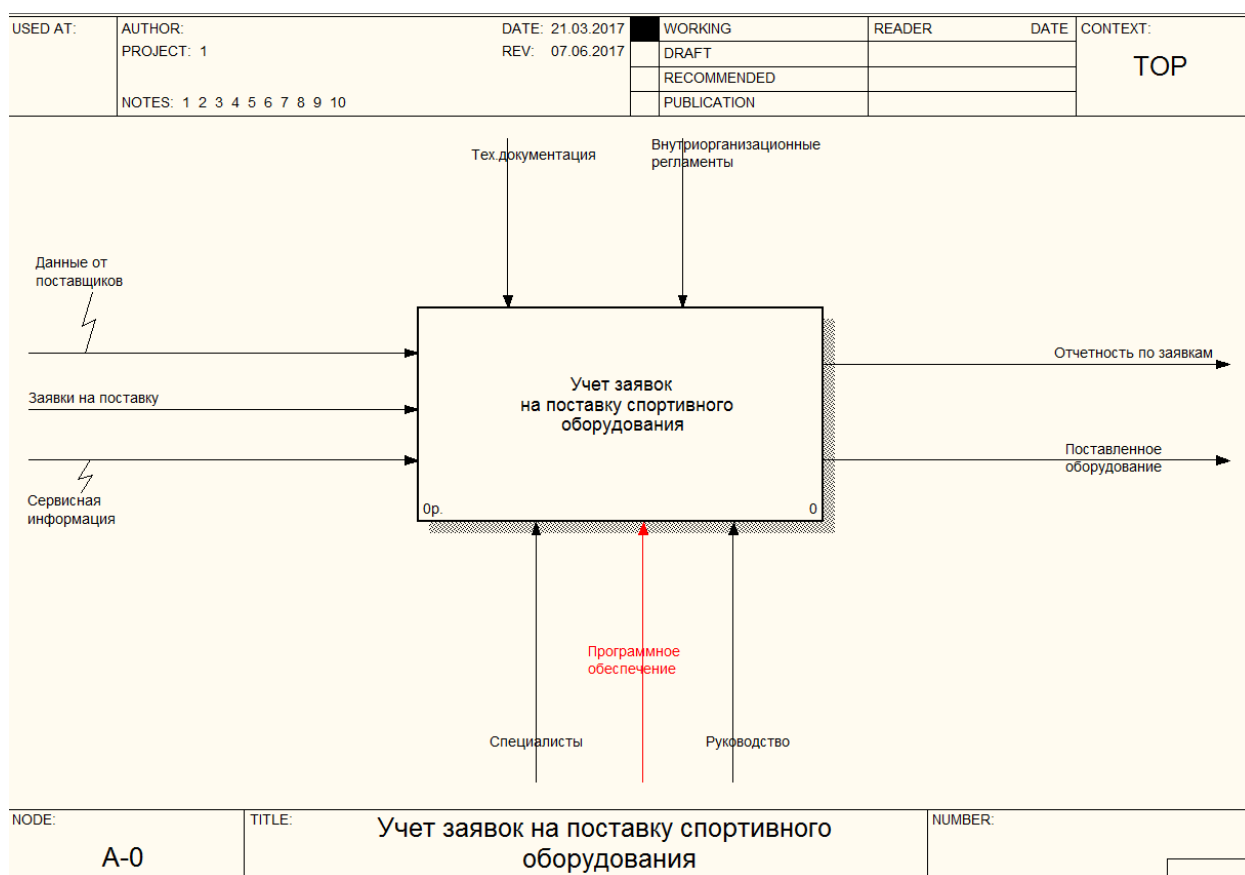 USED AT:
AUTHOR:
DATE: 21.03.2017
WORKING
READER
DATE
CONTEXT:
PROJECT: 1
REV: 07.06.2017
DRAFT
TOP
RECOMMENDED
NOTES: 1 2 3 4 5 6 7 8 9 10
PUBLICATION
Тех.документация
Внутриорганизационные
регламенты
Данные от
поставщиков
Заявки на поставку
Сервисная
информация
Учет заявок
на поставку спортивного
оборудования
0р.
0
Отчетность по заявкам
Поставленное
оборудование
Программное
обеспечение
Специалисты
Руководство
NODE:
A-0
TITLE:
Учет заявок на поставку спортивного
оборудования
NUMBER: